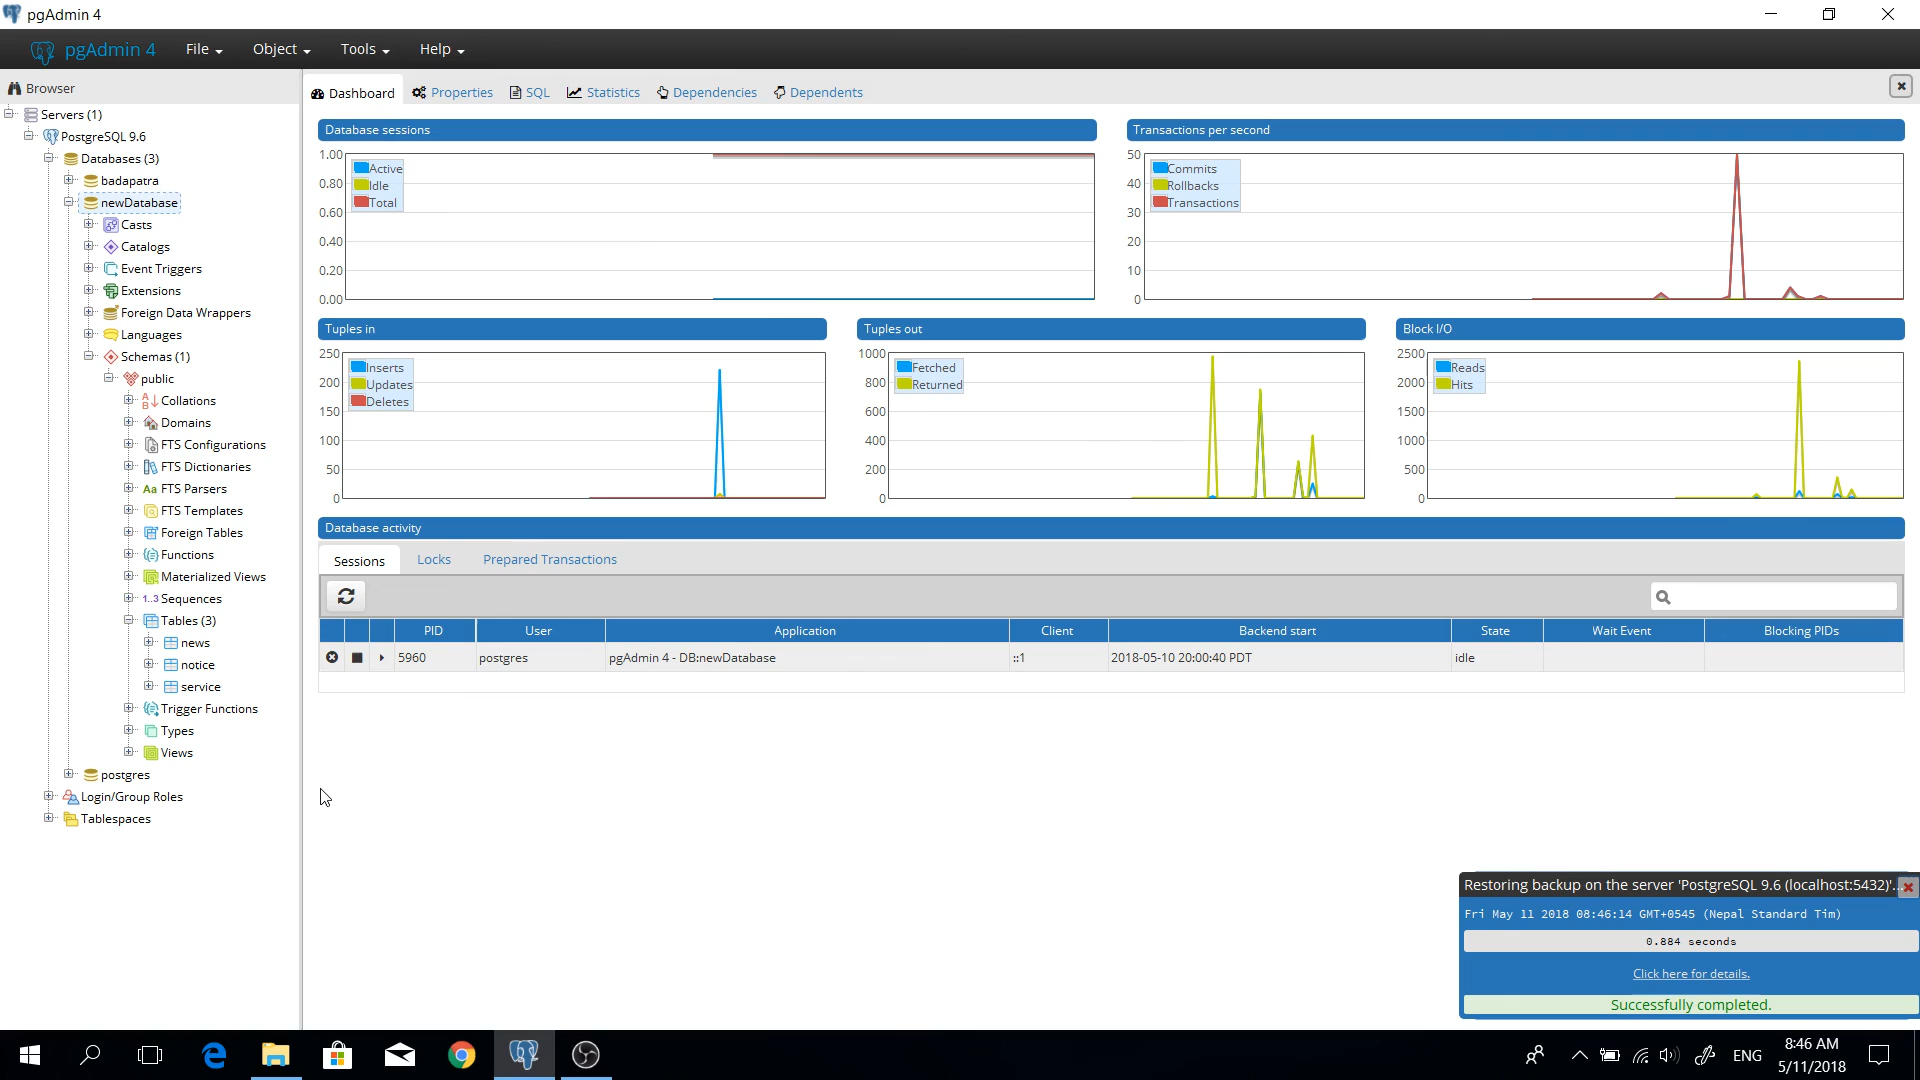 pgAdmin 4
pgAdmin 4 File Object Tools Help
Browser
Servers (1)
PostgreSQL 9.6
Databases (3)
badapatra
newDatabase
Casts
Catalogs
Event Triggers
Extensions
Foreign Data Wrappers
Languages
Schemas (1)
public
Collations
Domains
FTS Configurations
FTS Dictionaries
Aa FTS Parsers
FTS Templates
Foreign Tables
Functions
Materialized Views
1..3 Sequences
Tables (3)
news
notice
service
Trigger Functions
Types
Views
postgres
Login/Group Roles
Tablespaces
Dashboard Properties SQL Statistics Dependencies Dependents
Database sessions
1.00
0.80
0.60
0.40
0.20
0.00
Active
Idle
Total
Transactions per second
50
40
30
20
10
0
Commits
Rollbacks
Transactions
Tuples in
250
200
150
100
50
0
Inserts
Updates
Deletes
Tuples out
1000
800
600
400
200
0
Fetched
Returned
Block I/O
2500
2000
1500
1000
500
0
Reads
Hits
Database activity
Sessions Locks Prepared Transactions
PID User Application Client Backend start State Wait Event Blocking PIDs
5960 postgres pgAdmin 4 - DB:newDatabase ::1 2018-05-10 20:00:40 PDT idle
Restoring backup on the server 'PostgreSQL 9.6 (localhost:5432)'...
Fri May 11 2018 08:46:14 GMT+0545 (Nepal Standard Tim)
0.884 seconds
Click here for details.
Successfully completed.
ENG
8:46 AM
5/11/2018